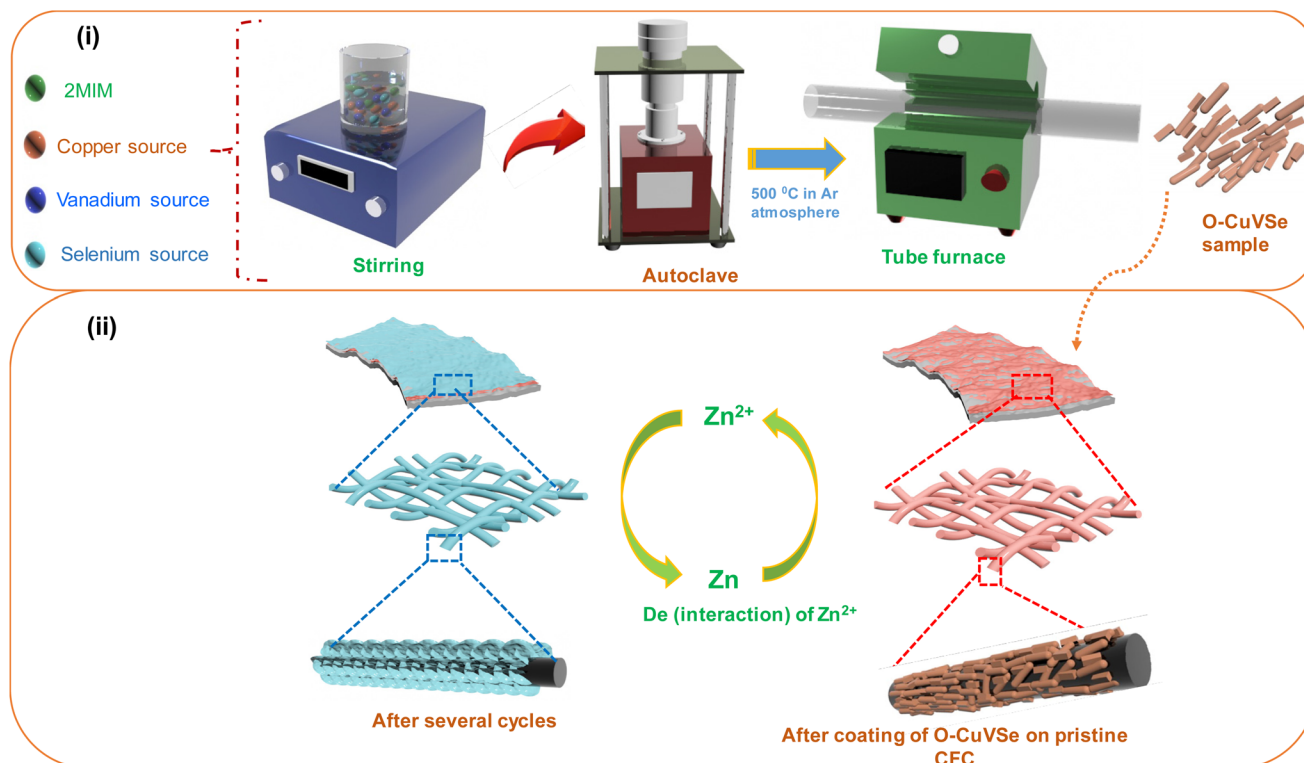 (i)
2MIM
Copper source
Vanadium source
Selenium source
Stirring
Autoclave
500 ⁰C in Ar
atmosphere
Tube furnace
O-CuVSe
sample
(ii)
Zn²⁺
Zn
De (interaction) of Zn²⁺
After several cycles
After coating of O-CuVSe on pristine
CFC